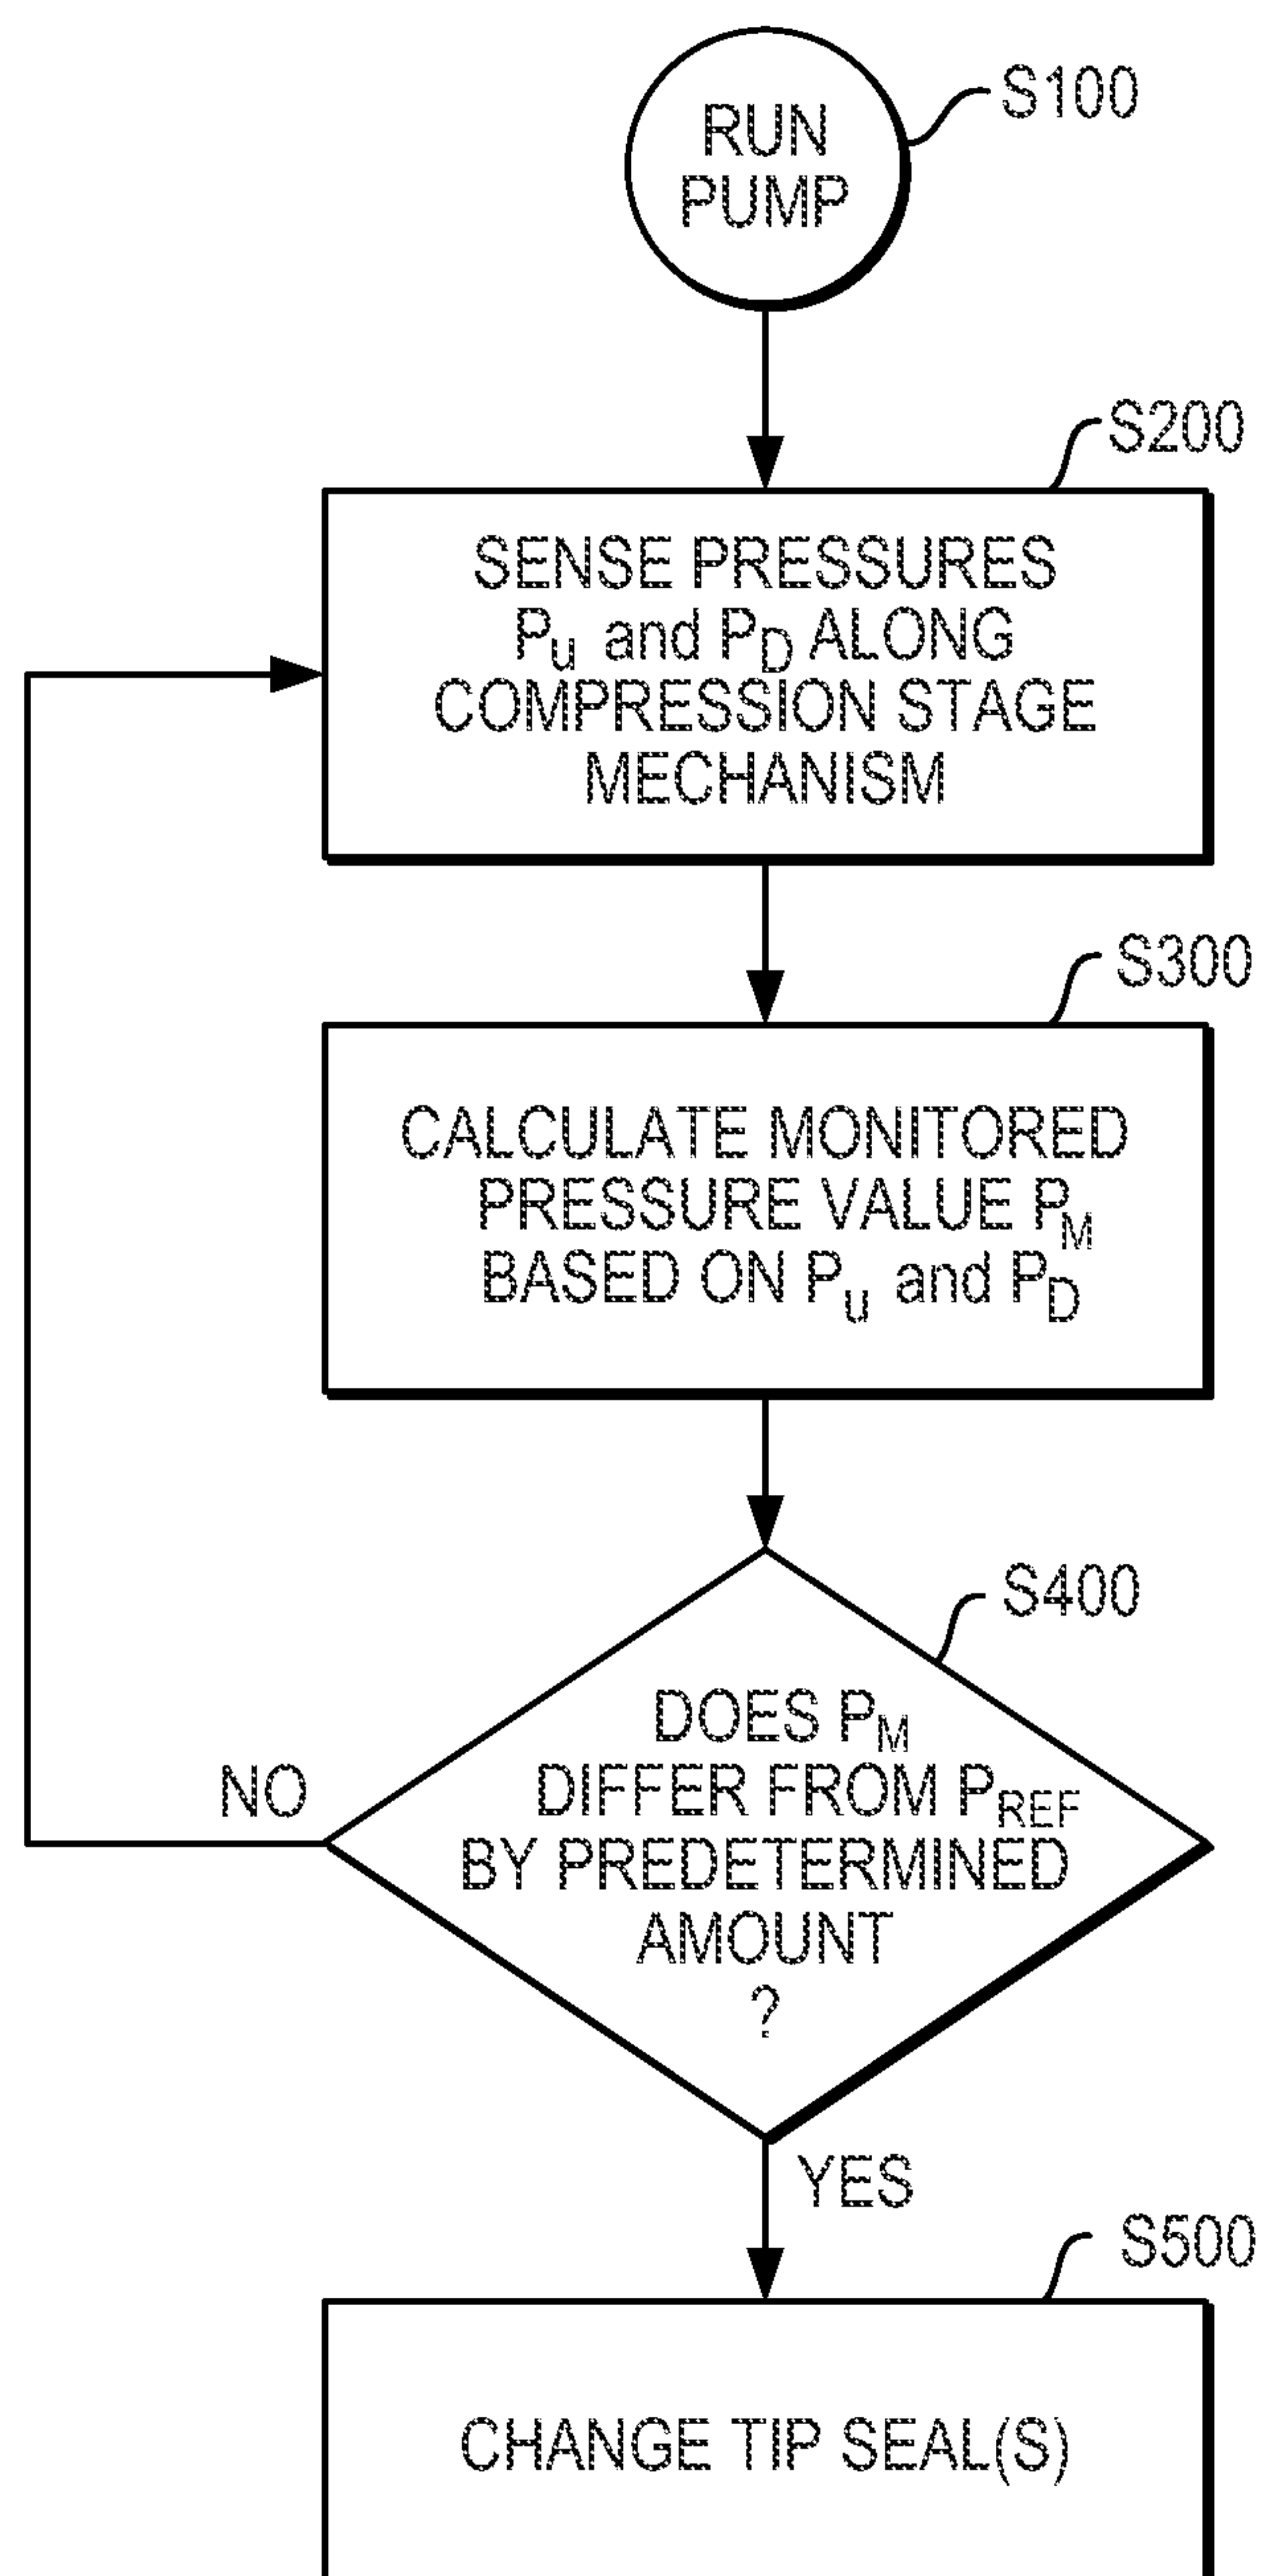 RUN
PUMP
S100
S200
SENSE PRESSURES
Pu and PD ALONG
COMPRESSION STAGE
MECHANISM
S300
CALCULATE MONITORED
PRESSURE VALUE PM
BASED ON Pu and PD
S400
DOES PM
DIFFER FROM PREF
BY PREDETERMINED
AMOUNT
?
NO
YES
S500
CHANGE TIP SEAL(S)